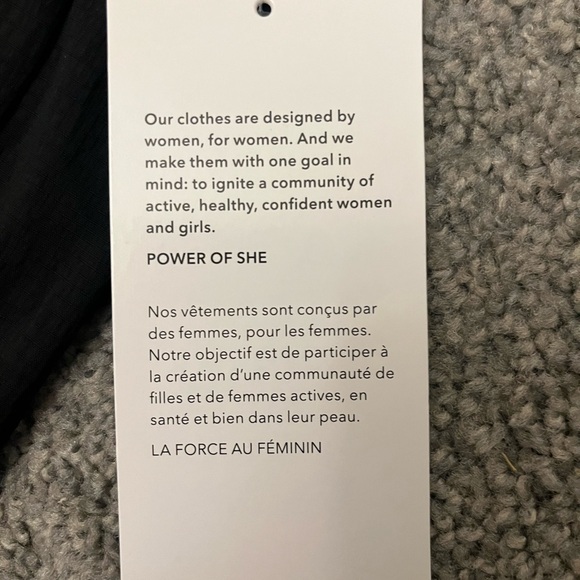 Our clothes are designed by
women, for women. And we
make them with one goal in
mind: to ignite a community of
active, healthy, confident women
and girls.
POWER OF SHE
Nos vêtements sont conçus par
des femmes, pour les femmes.
Notre objectif est de participer à
la création d'une communauté de
filles et de femmes actives, en
santé et bien dans leur peau.
LA FORCE AU FÉMININ